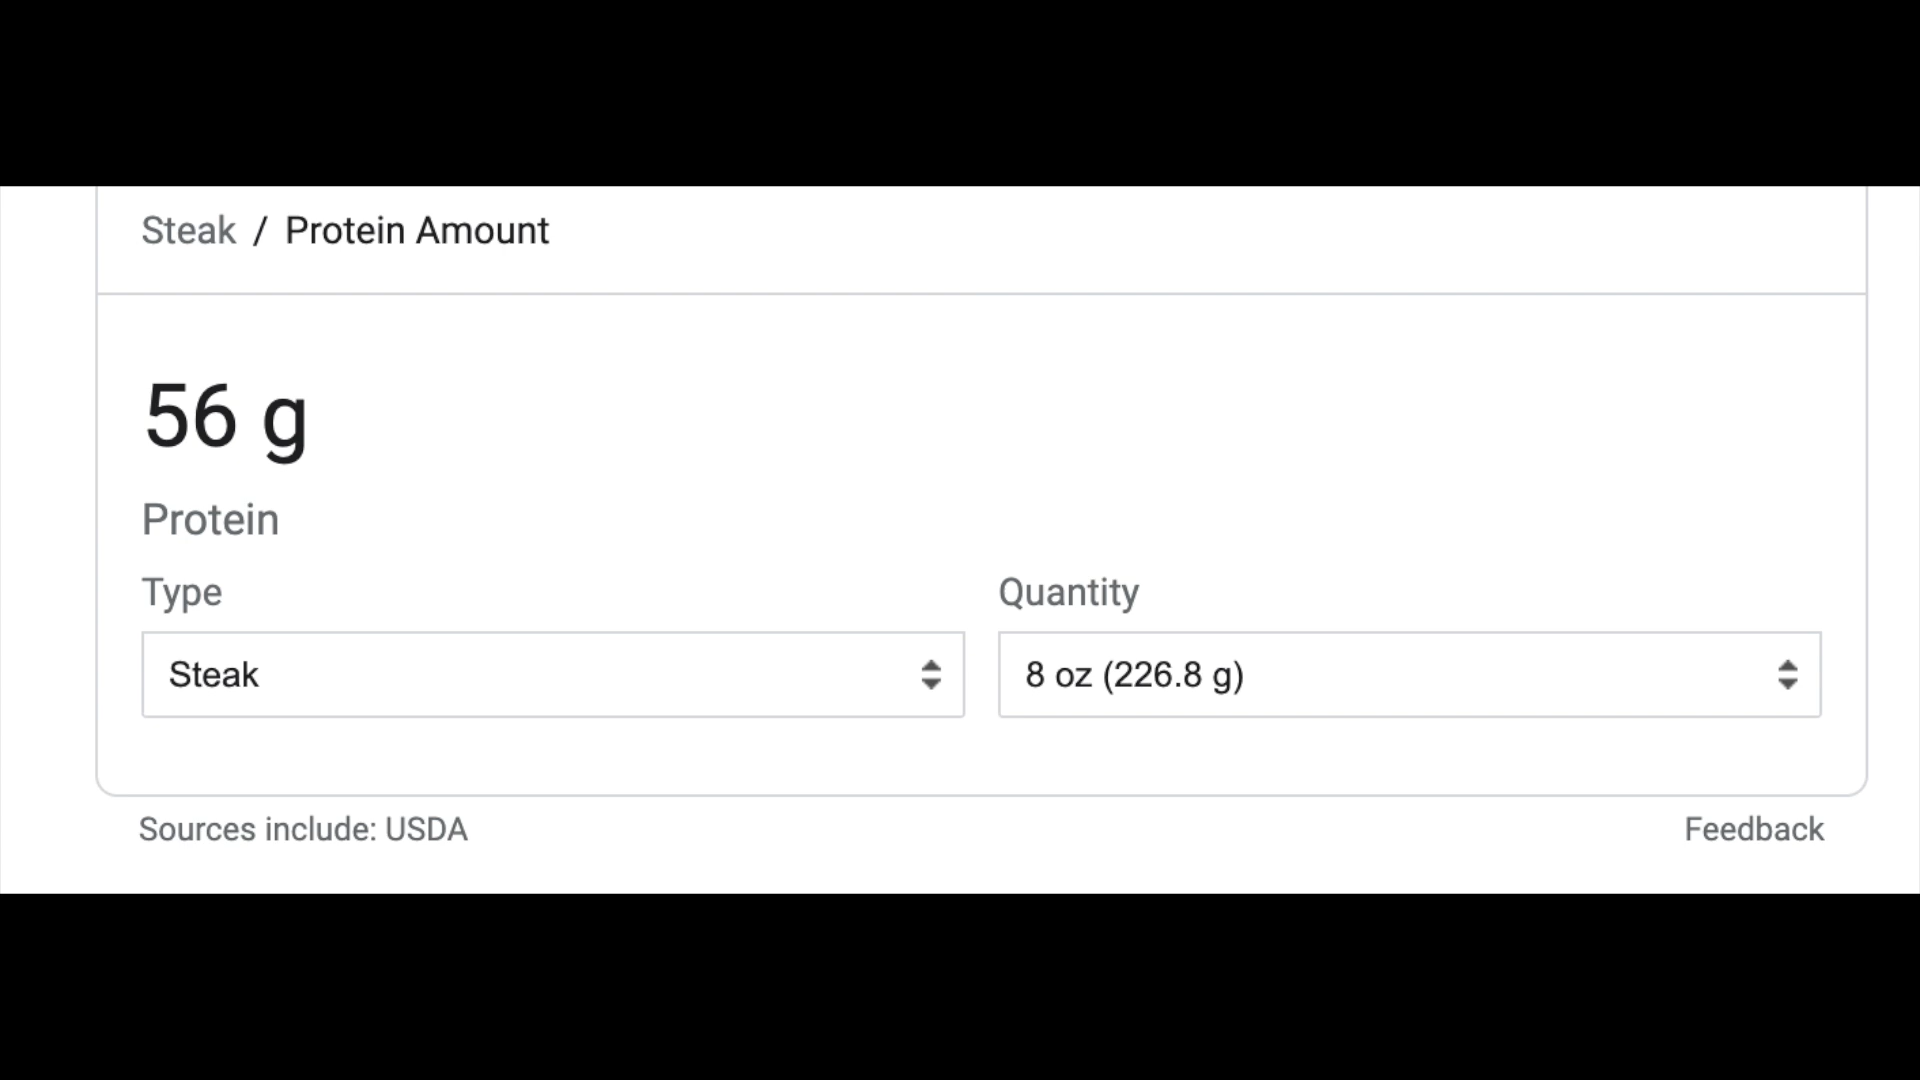 Steak / Protein Amount
56 g
Protein
Type
Quantity
Steak
8 oz (226.8 g)
Sources include: USDA
Feedback